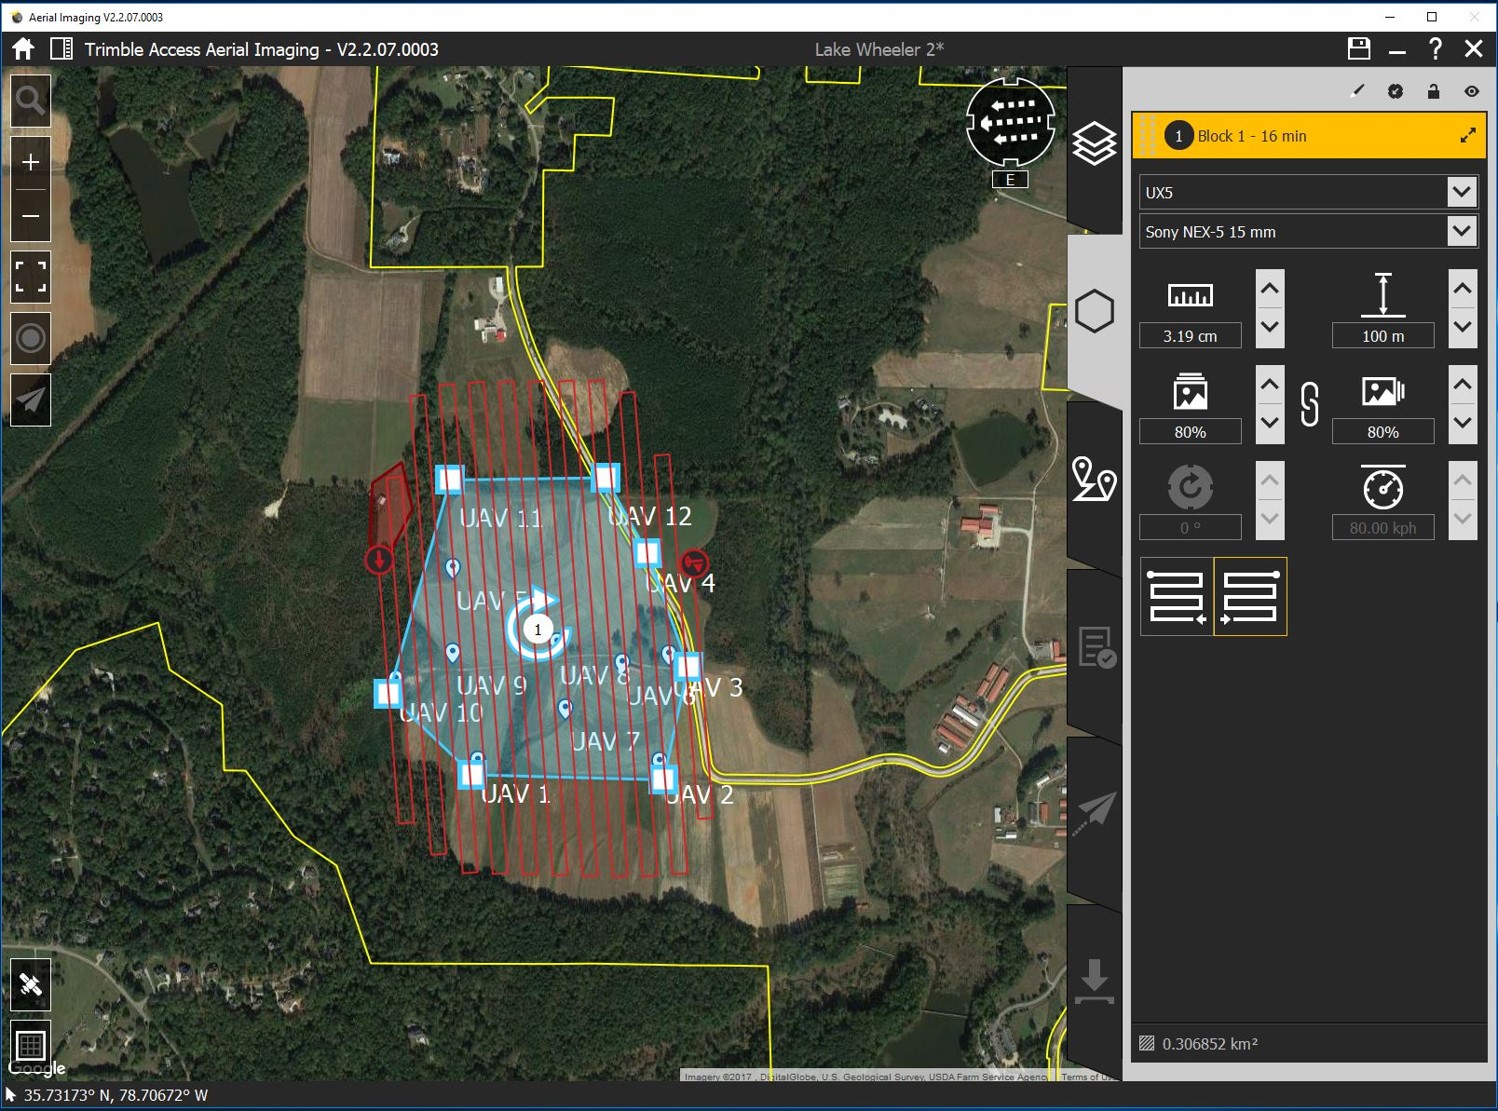 Aerial Imaging V2.2.07.0003
Trimble Access Aerial Imaging - V2.2.07.0003
Lake Wheeler 2*
E
1
Block 1 - 16 min
UX5
Sony NEX-5 15 mm
3.19 cm
100 m
80%
80%
0 °
80.00 kph
0.306852 km²
UAV 11
UAV 12
UAV 4
UAV 5
1
UAV 9
UAV 8
UAV 6
UAV 3
UAV 10
UAV 7
UAV 1
UAV 2
Google
Imagery ©2017 , DigitalGlobe, U.S. Geological Survey, USDA Farm Service Agency
Terms of U
35.73173° N, 78.70672° W